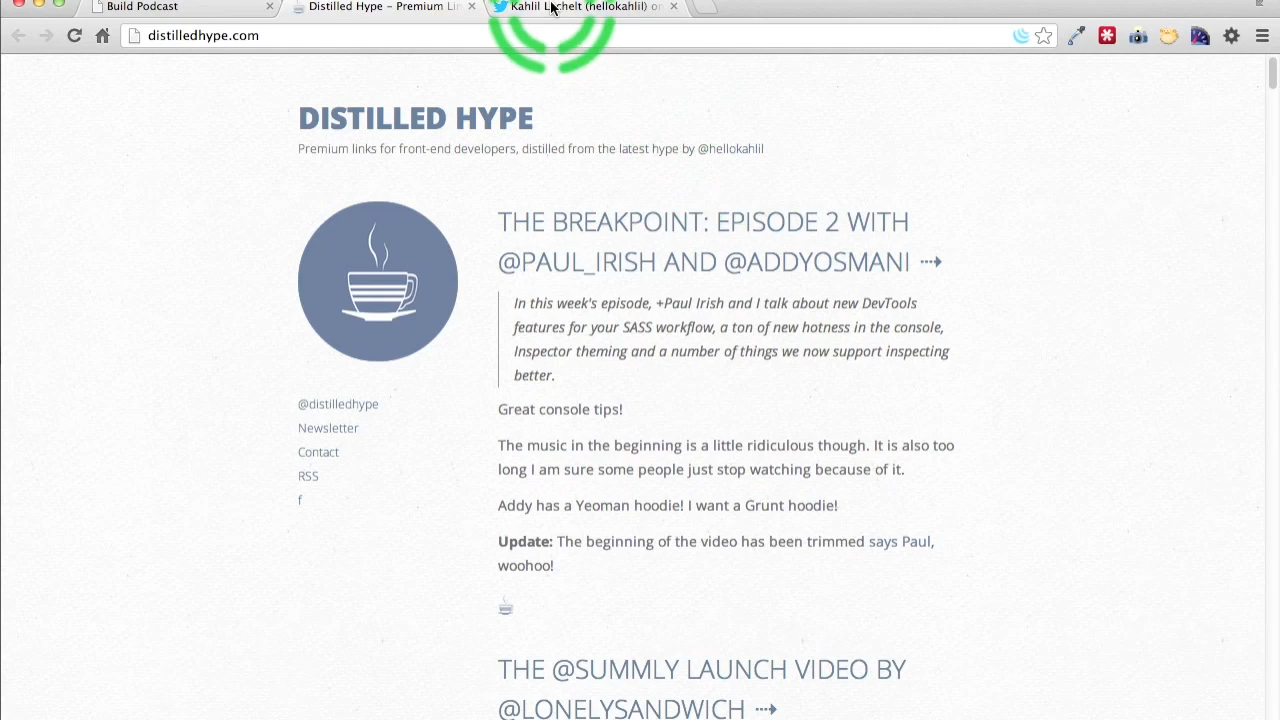 Build Podcast
Distilled Hype – Premium Lin
Kahlil (hellokahlil) on
distilledhype.com
DISTILLED HYPE
Premium links for front-end developers, distilled from the latest hype by @hellokahlil
THE BREAKPOINT: EPISODE 2 WITH
@PAUL_IRISH AND @ADDYOSMANI ⇢
In this week's episode, +Paul Irish and I talk about new DevTools
features for your SASS workflow, a ton of new hotness in the console,
Inspector theming and a number of things we now support inspecting
better.
@distilledhype
Newsletter
Contact
RSS
f
Great console tips!
The music in the beginning is a little ridiculous though. It is also too
long I am sure some people just stop watching because of it.
Addy has a Yeoman hoodie! I want a Grunt hoodie!
Update: The beginning of the video has been trimmed says Paul,
woohoo!
THE @SUMMLY LAUNCH VIDEO BY
@LONELYSANDWICH ⇢